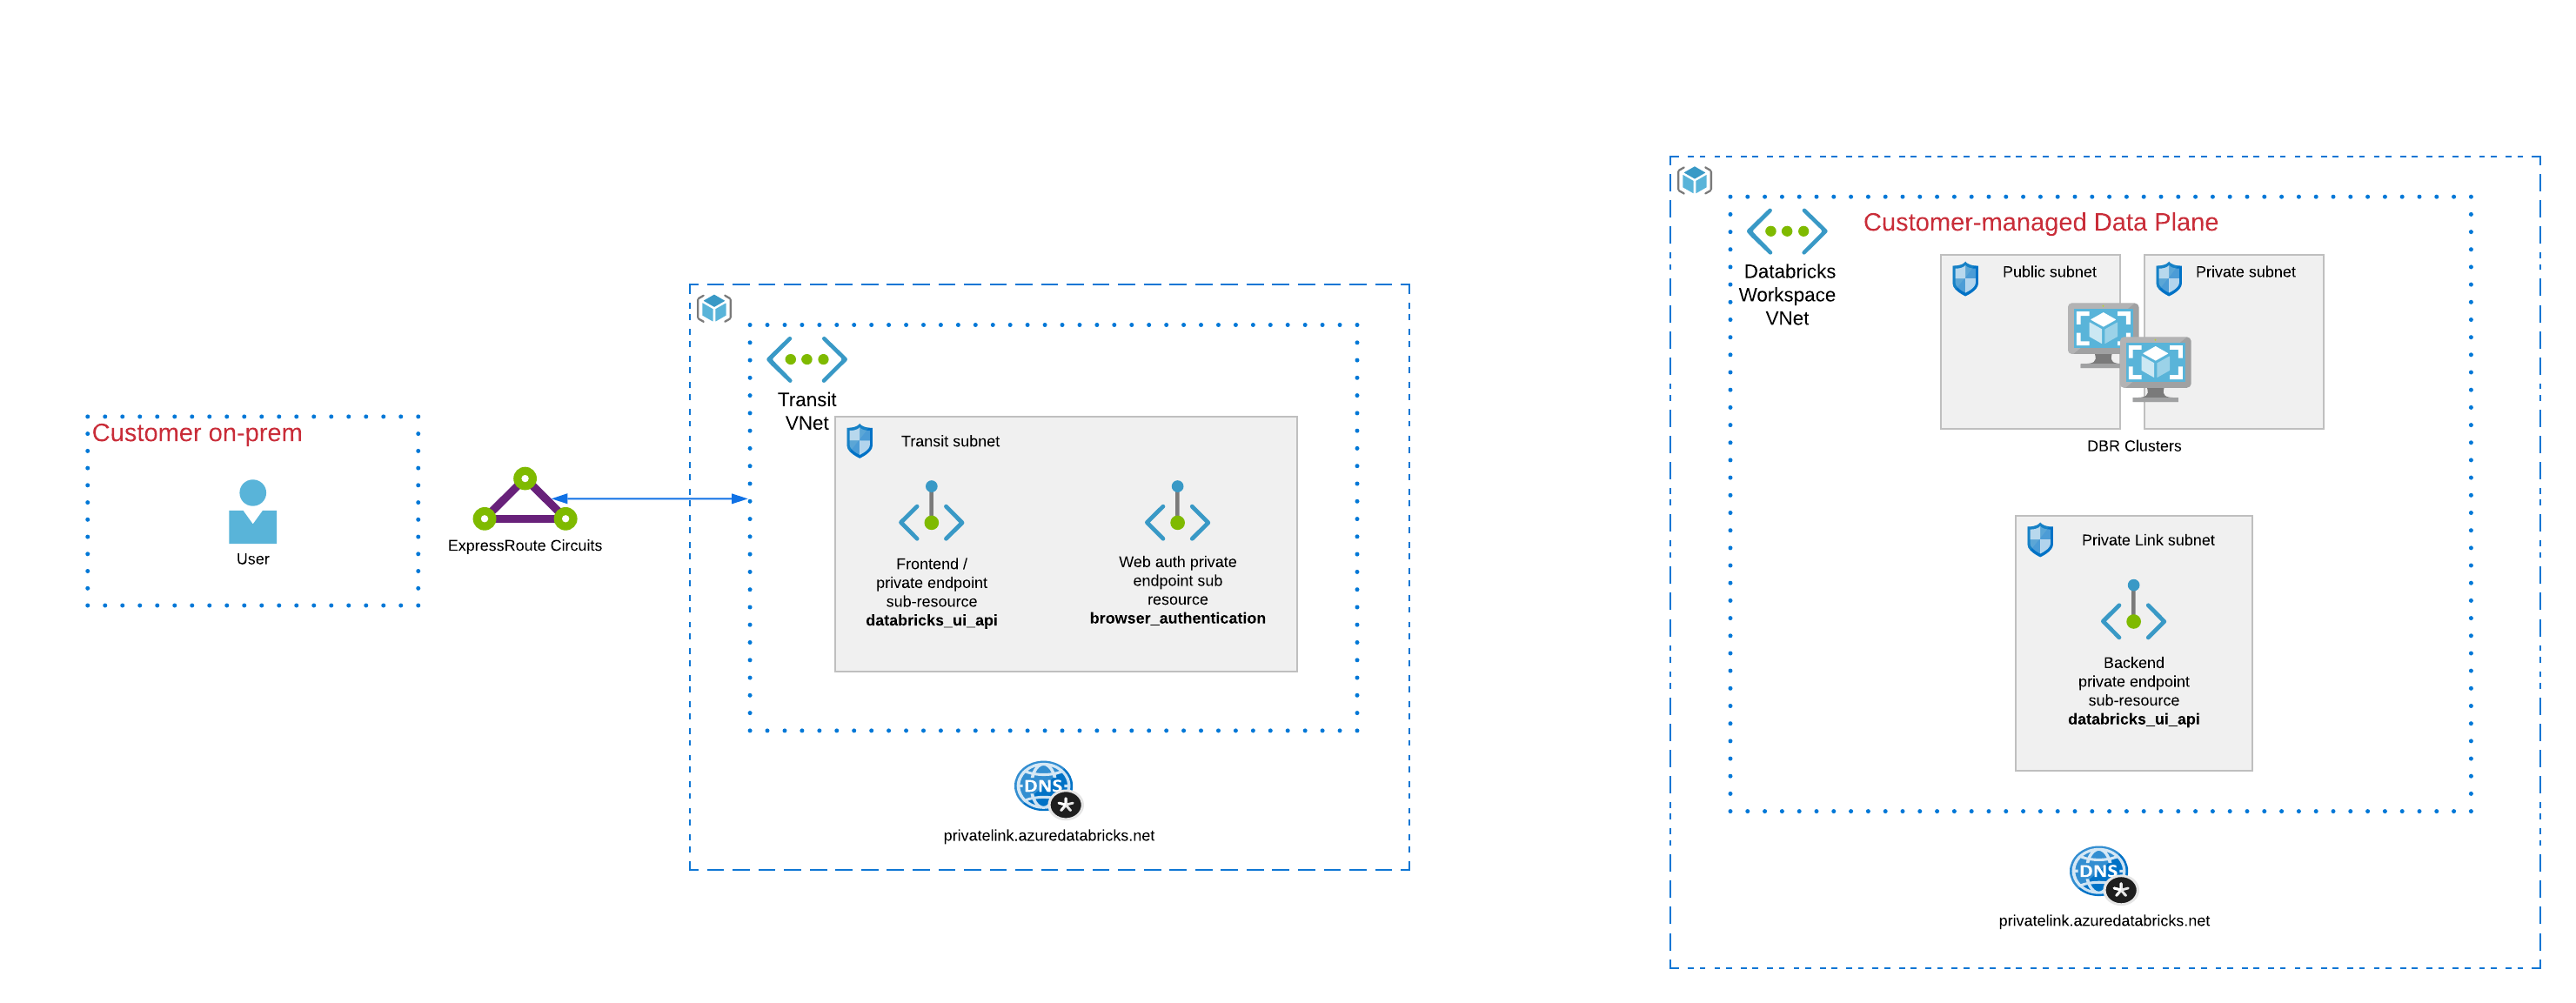 Customer on-prem
User
ExpressRoute Circuits
Transit
VNet
Transit subnet
Frontend /
private endpoint
sub-resource
databricks_ui_api
Web auth private
endpoint sub
resource
browser_authentication
DNS
privatelink.azuredatabricks.net
Customer-managed Data Plane
Databricks
Workspace
VNet
Public subnet
Private subnet
DBR Clusters
Private Link subnet
Backend
private endpoint
sub-resource
databricks_ui_api
DNS
privatelink.azuredatabricks.net